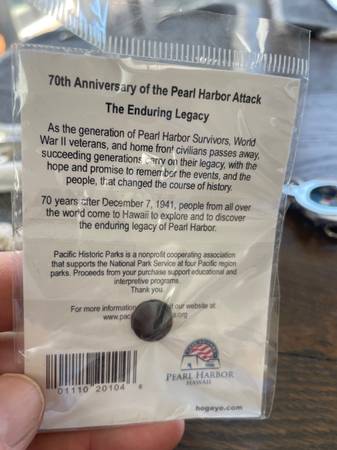 70th Anniversary of the Pearl Harbor Attack
The Enduring Legacy
As the generation of Pearl Harbor Survivors, World
War II veterans, and home front civilians passes away,
succeeding generations carry on their legacy, with the
hope and promise to remember the events, and the
people, that changed the course of history.
70 years after December 7, 1941, people from all over
the world come to Hawaii to explore and to discover
the enduring legacy of Pearl Harbor.
Pacific Historic Parks is a nonprofit cooperating association
that supports the National Park Service at four Pacific region
parks. Proceeds from your purchase support educational and
interpretive programs.
Thank you
For more information our website at
PEARL HARBOR
HAWAII
01110 20104
hogeye.com